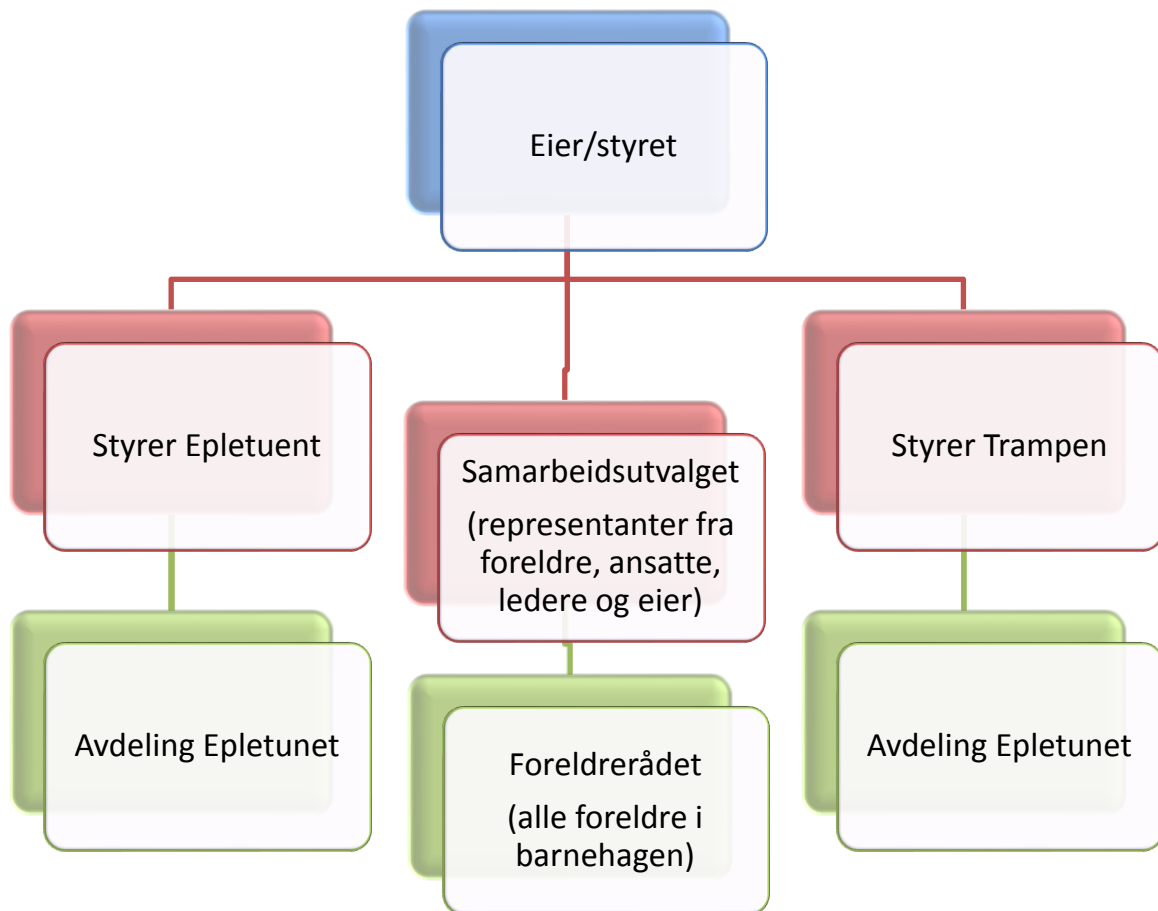 Eier/styret
Styrer Epletuent
Samarbeidsutvalget
(representanter fra
foreldre, ansatte,
ledere og eier)
Styrer Trampen
Avdeling Epletunet
Foreldrerådet
(alle foreldre i
barnehagen)
Avdeling Epletunet